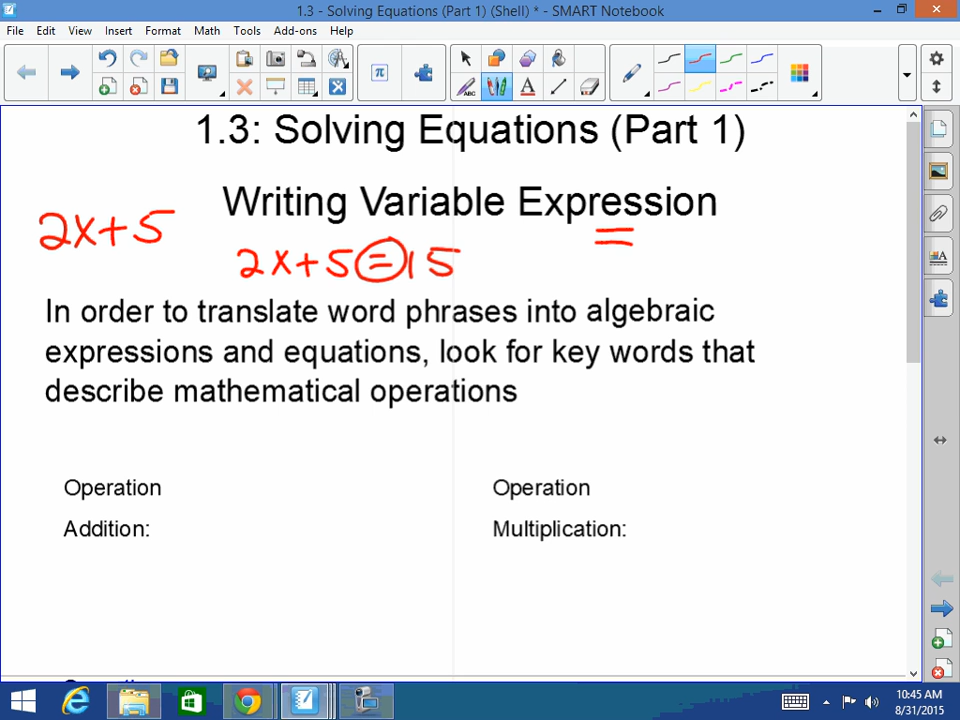 1.3 - Solving Equations (Part 1) (Shell) * - SMART Notebook
File Edit View Insert Format Math Tools Add-ons Help
1.3: Solving Equations (Part 1)
Writing Variable Expression
2x+5
=
2x+5=15
In order to translate word phrases into algebraic
expressions and equations, look for key words that
describe mathematical operations
Operation Operation
Addition: Multiplication:
10:45 AM
8/31/2015